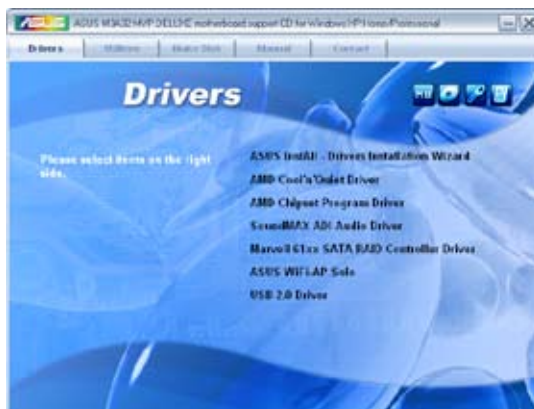 ASUS M3A32-MVP DELUXE motherboard support CD for Windows XP Home/Professional
Drivers Utilities Make Disk Manual Contact
Drivers
Please select items on the right
side.
ASUS InstAll - Drivers Installation Wizard
AMD Cool'n'Quiet Driver
AMD Chipset Program Driver
SoundMAX ADI Audio Driver
Marvell 61xx SATA RAID Controller Driver
ASUS WiFi-AP Solo
USB 2.0 Driver